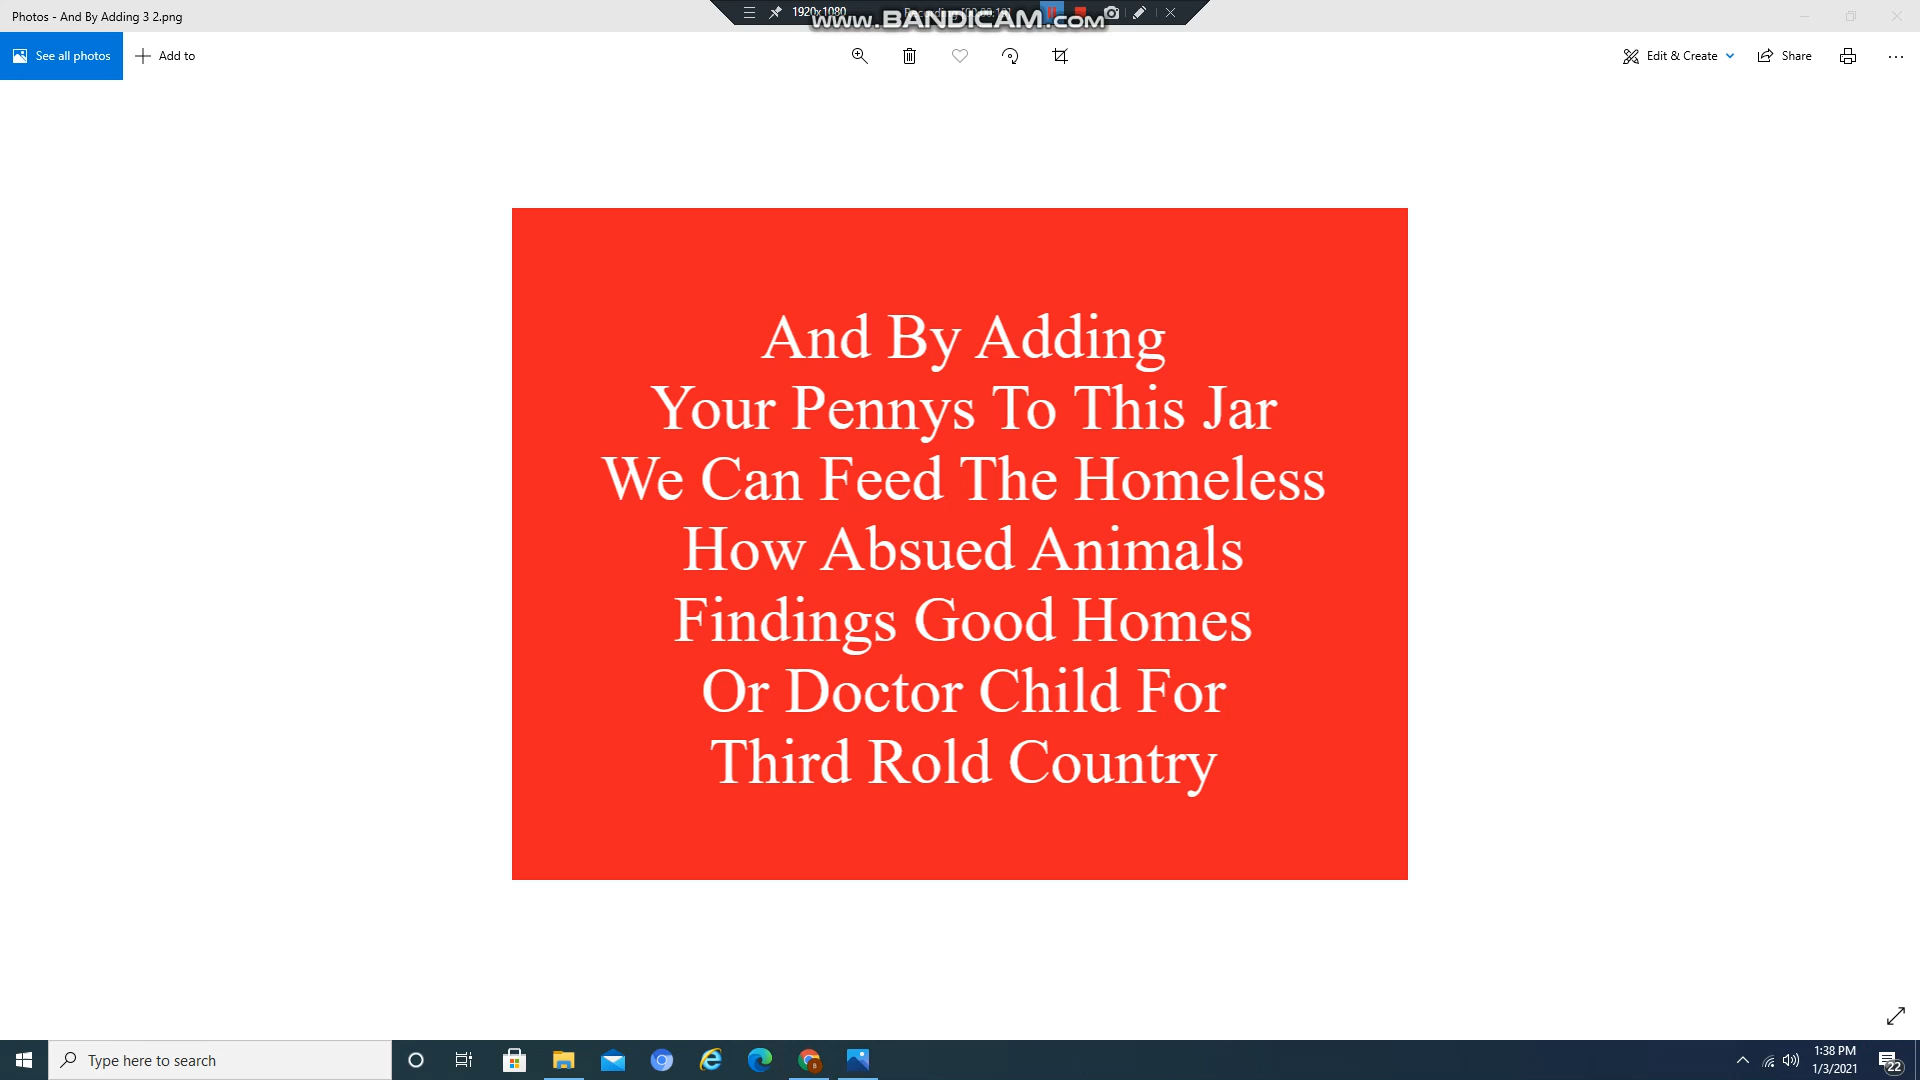 Photos - And By Adding 3 2.png
1920x1080
www.BANDICAM.com
See all photos
Add to
Edit & Create
Share
And By Adding
Your Pennys To This Jar
We Can Feed The Homeless
How Absued Animals
Findings Good Homes
Or Doctor Child For
Third Rold Country
Type here to search
1:38 PM
1/3/2021
22